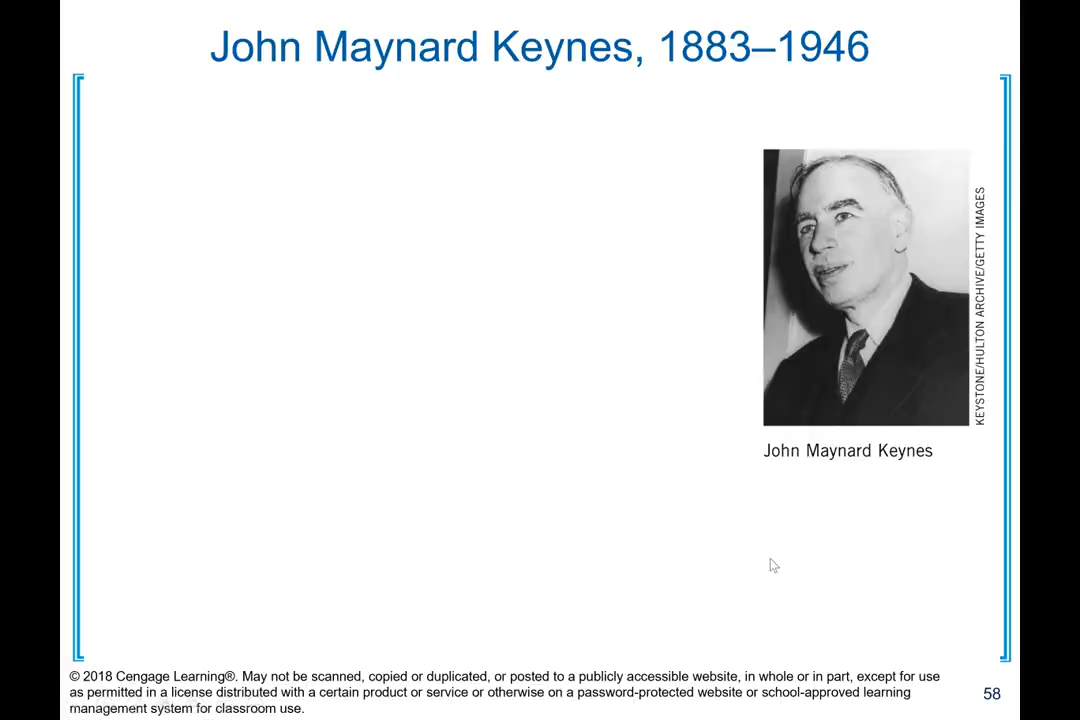 John Maynard Keynes, 1883–1946
KEYSTONE/HULTON ARCHIVE/GETTY IMAGES
John Maynard Keynes
© 2018 Cengage Learning®. May not be scanned, copied or duplicated, or posted to a publicly accessible website, in whole or in part, except for use
as permitted in a license distributed with a certain product or service or otherwise on a password-protected website or school-approved learning
management system for classroom use.
58